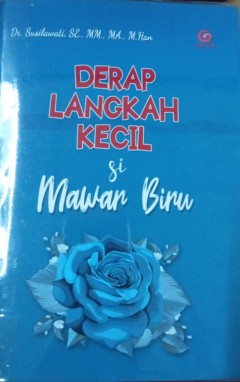 Dr. Susilawati, SE., MM., MA., M.Han
DERAP
LANGKAH
KECIL
si
Mawar Biru